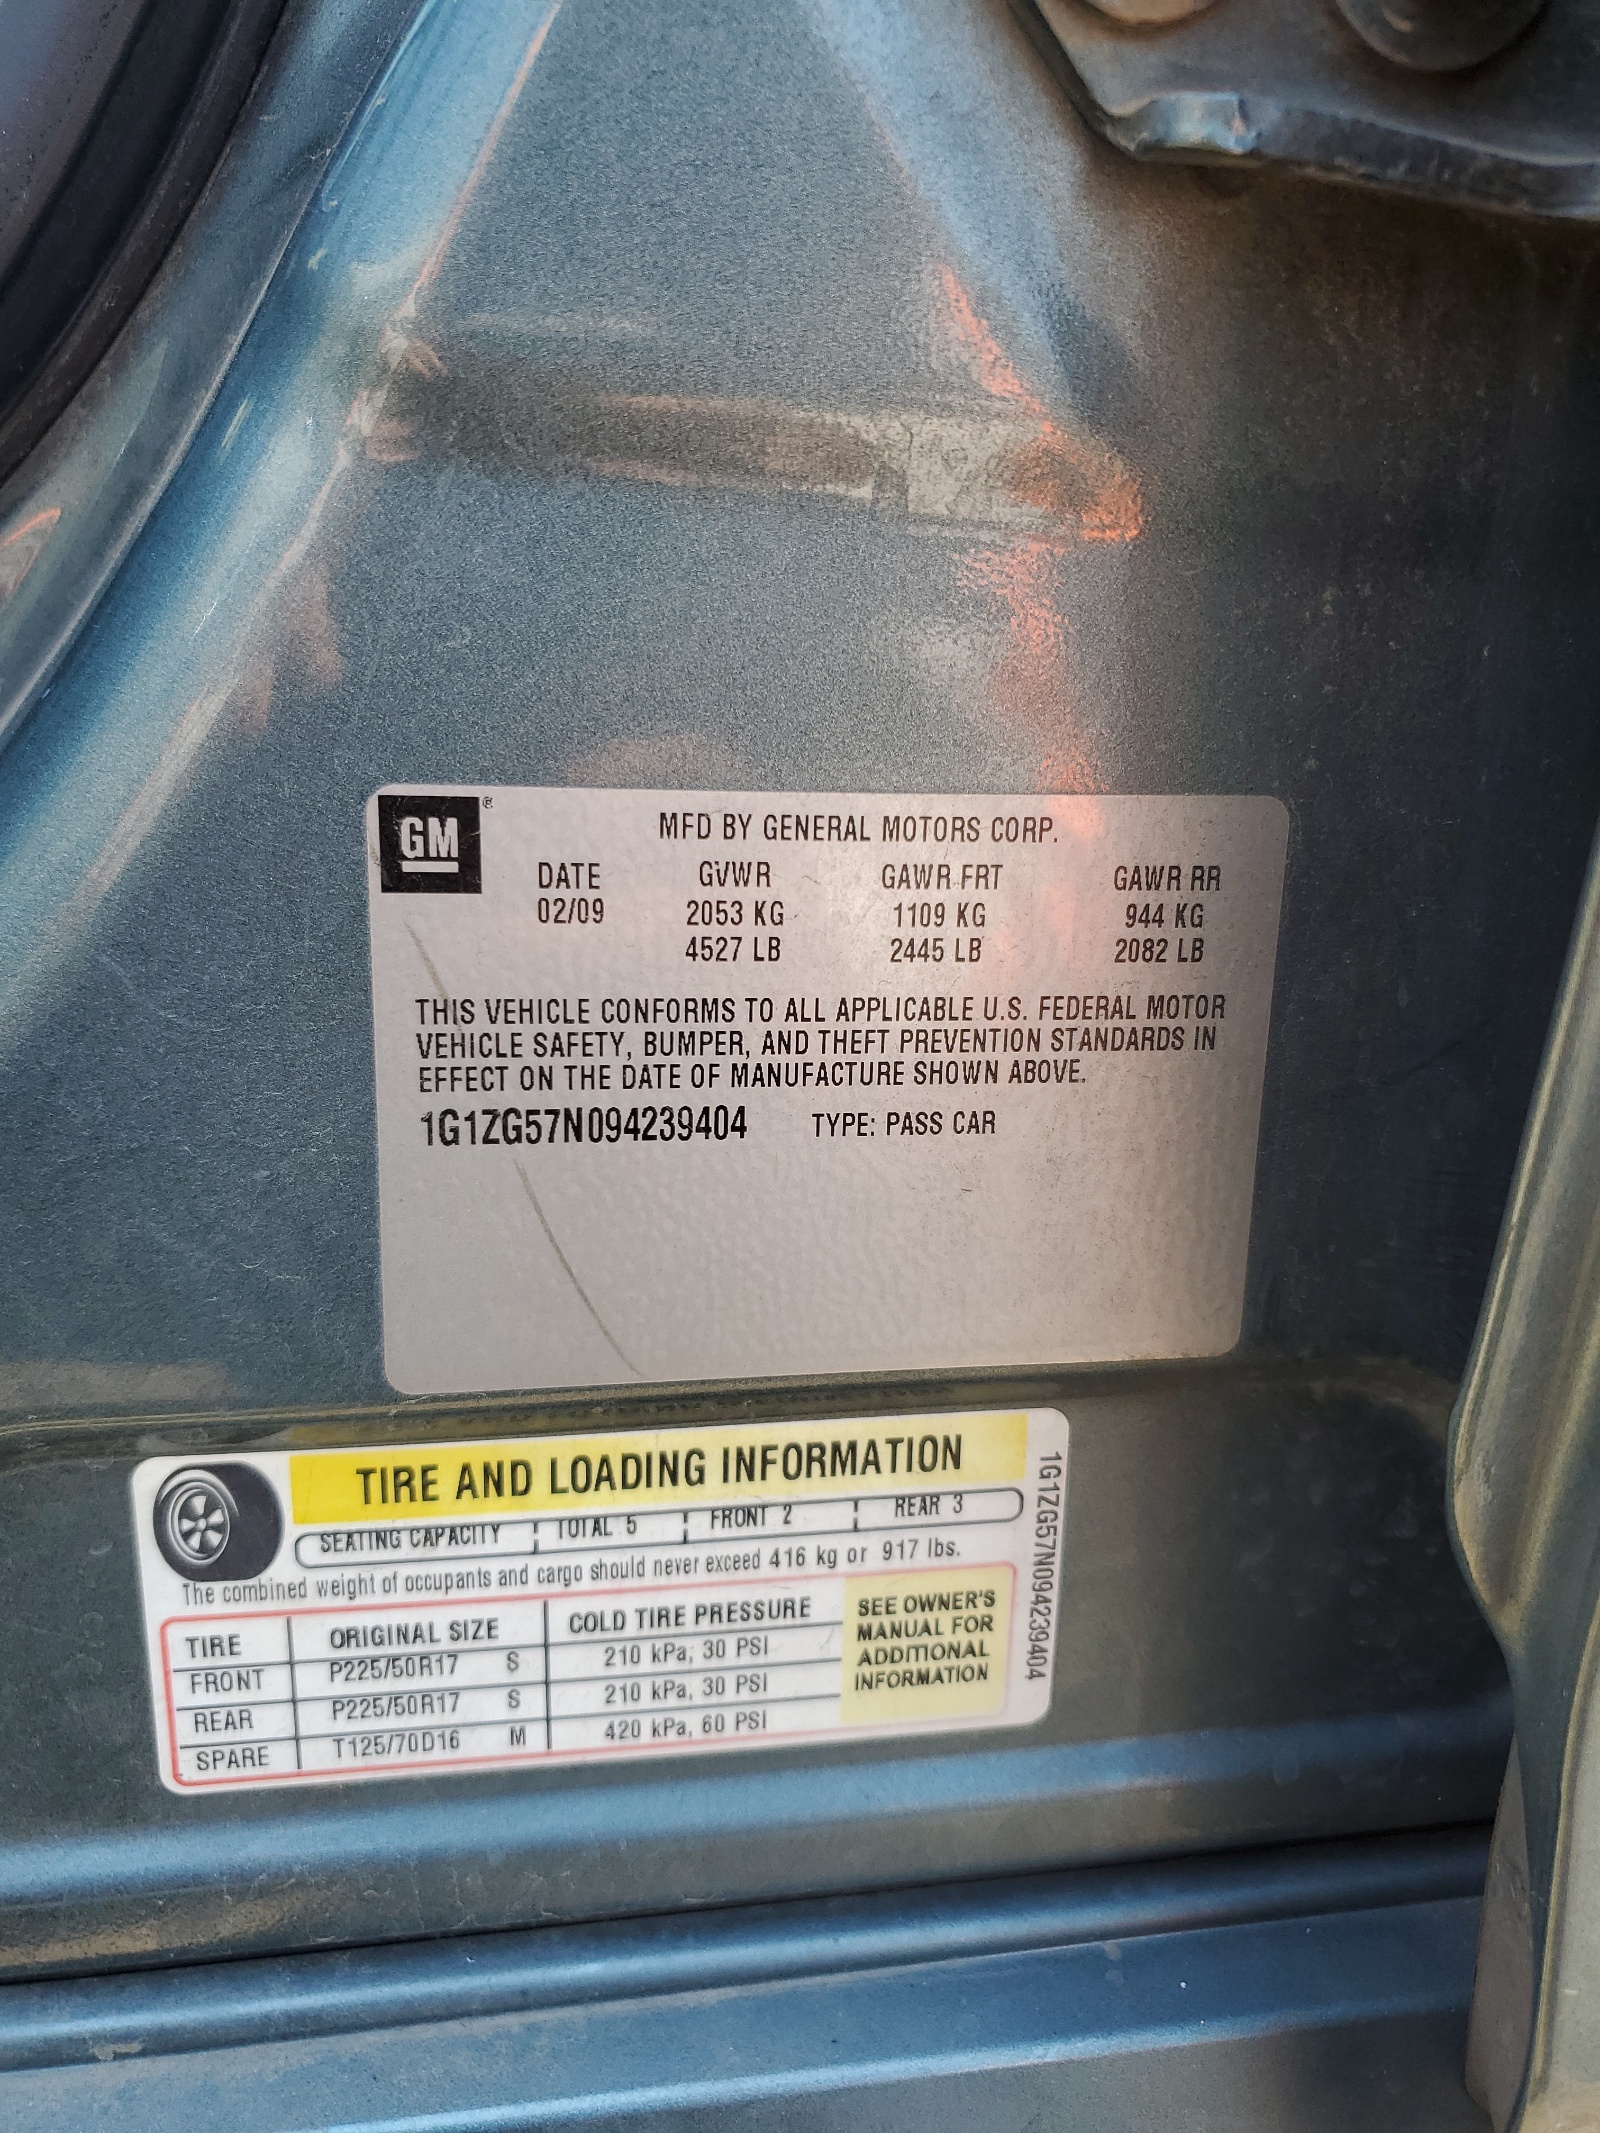 GM ®
MFD BY GENERAL MOTORS CORP.
DATE GVWR GAWR FRT GAWR RR
02/09 2053 KG 1109 KG 944 KG
4527 LB 2445 LB 2082 LB
THIS VEHICLE CONFORMS TO ALL APPLICABLE U.S. FEDERAL MOTOR
VEHICLE SAFETY, BUMPER, AND THEFT PREVENTION STANDARDS IN
EFFECT ON THE DATE OF MANUFACTURE SHOWN ABOVE.
1G1ZG57N094239404 TYPE: PASS CAR
TIRE AND LOADING INFORMATION
SEATING CAPACITY TOTAL 5 FRONT 2 REAR 3
The combined weight of occupants and cargo should never exceed 416 kg or 917 lbs.
TIRE ORIGINAL SIZE COLD TIRE PRESSURE
FRONT P225/50R17 S 210 kPa, 30 PSI
REAR P225/50R17 S 210 kPa, 30 PSI
SPARE T125/70D16 M 420 kPa, 60 PSI
SEE OWNER'S
MANUAL FOR
ADDITIONAL
INFORMATION
1G1ZG57N094239404